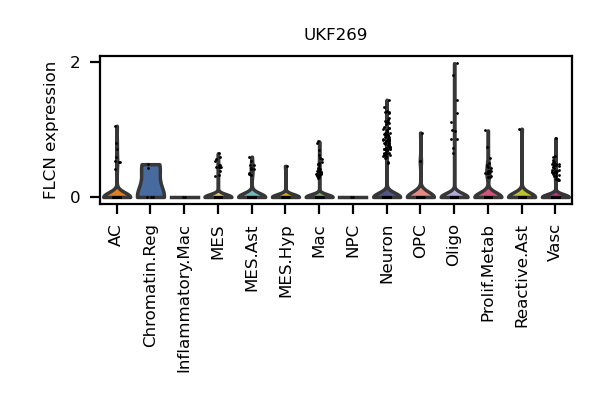 UKF269
FLCN expression
2
0
AC
Chromatin.Reg
Inflammatory.Mac
MES
MES.Ast
MES.Hyp
Mac
NPC
Neuron
OPC
Oligo
Prolif.Metab
Reactive.Ast
Vasc